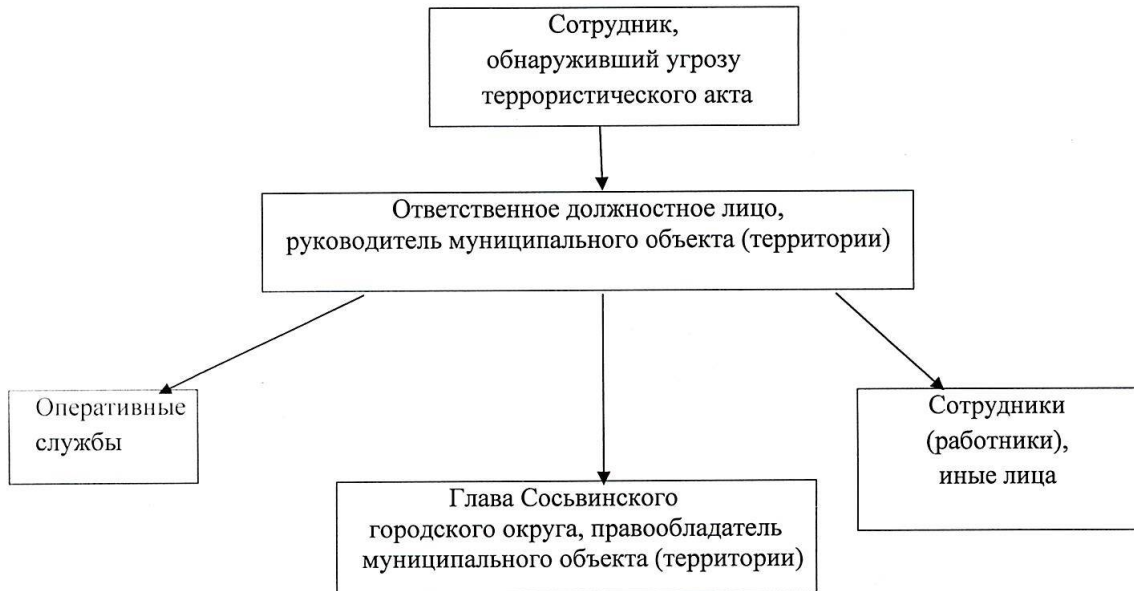 Сотрудник,
обнаруживший угрозу
террористического акта
Ответственное должностное лицо,
руководитель муниципального объекта (территории)
Оперативные
службы
Сотрудники
(работники),
иные лица
Глава Сосьвинского
городского округа, правообладатель
муниципального объекта (территории)